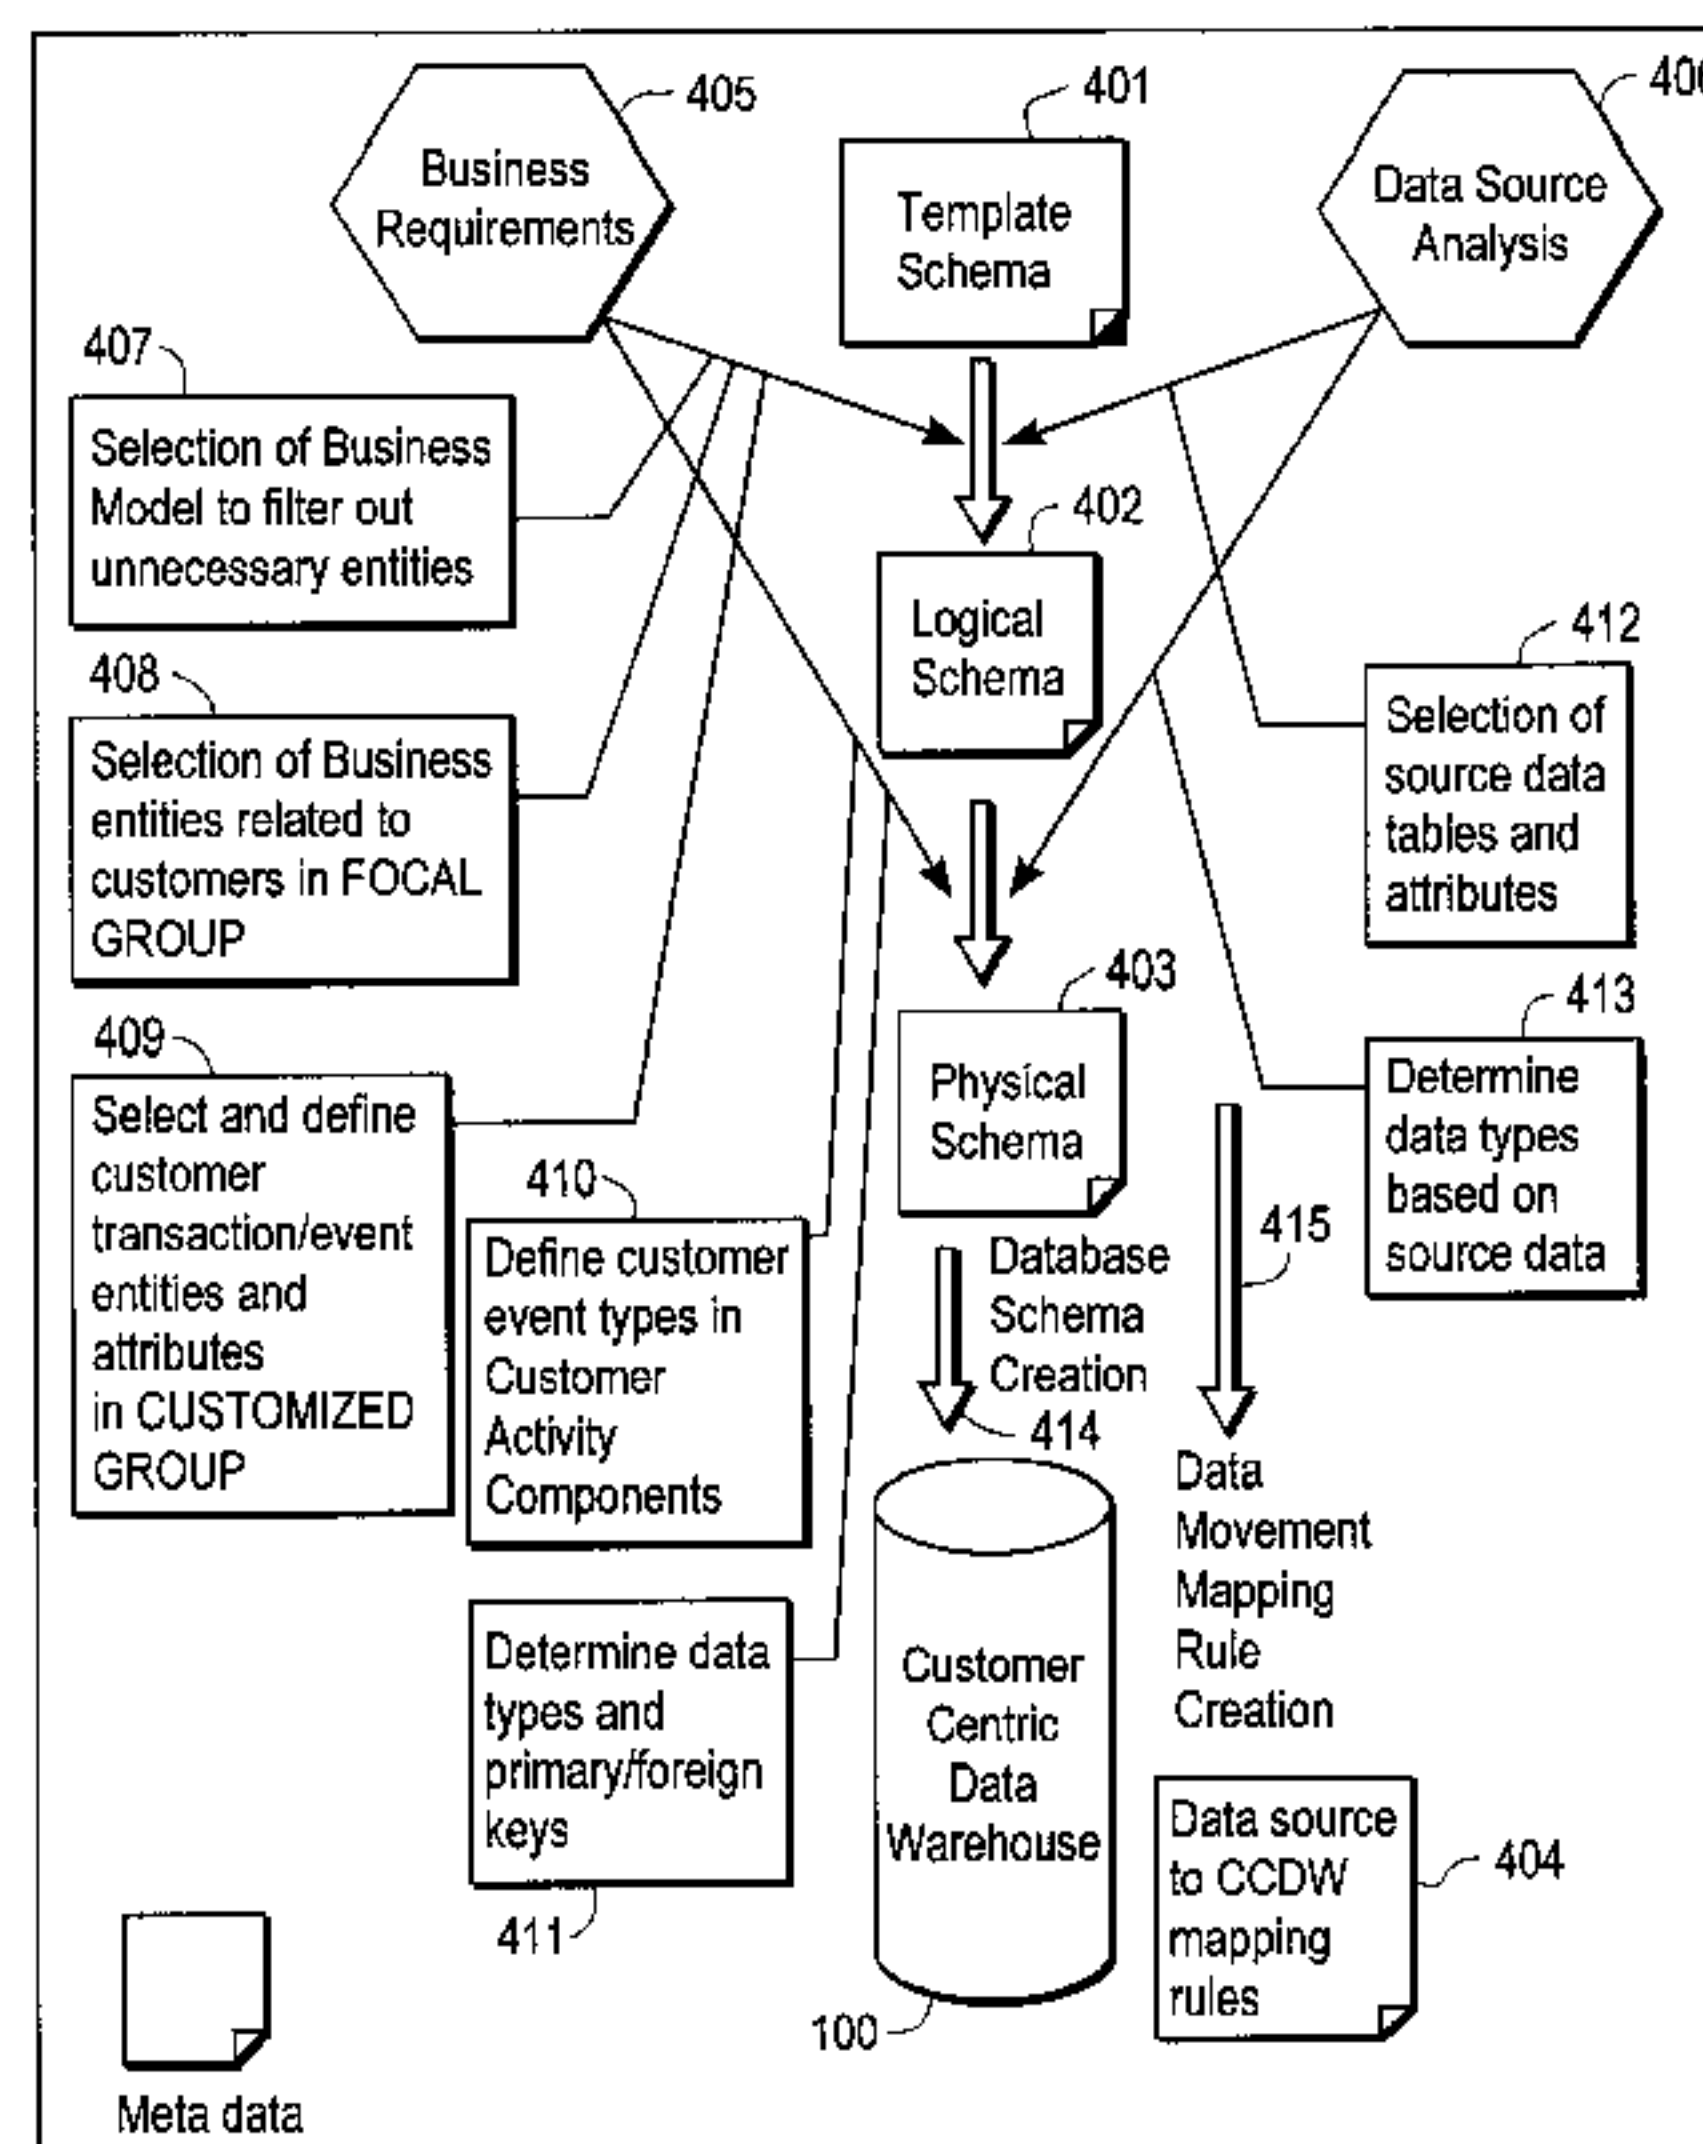 405
Business
Requirements
401
Template
Schema
Data Source
Analysis
407
Selection of Business
Model to filter out
unnecessary entities
402
Logical
Schema
408
Selection of Business
entities related to
customers in FOCAL
GROUP
412
Selection of
source data
tables and
attributes
403
Physical
Schema
413
Determine
data types
based on
source data
409
Select and define
customer
transaction/event
entities and
attributes
in CUSTOMIZED
GROUP
410
Define customer
event types in
Customer
Activity
Components
Database
Schema
Creation
414
415
Data
Movement
Mapping
Rule
Creation
Determine data
types and
primary/foreign
keys
411
Customer
Centric
Data
Warehouse
100
Data source
to CCDW
mapping
rules
404
Meta data